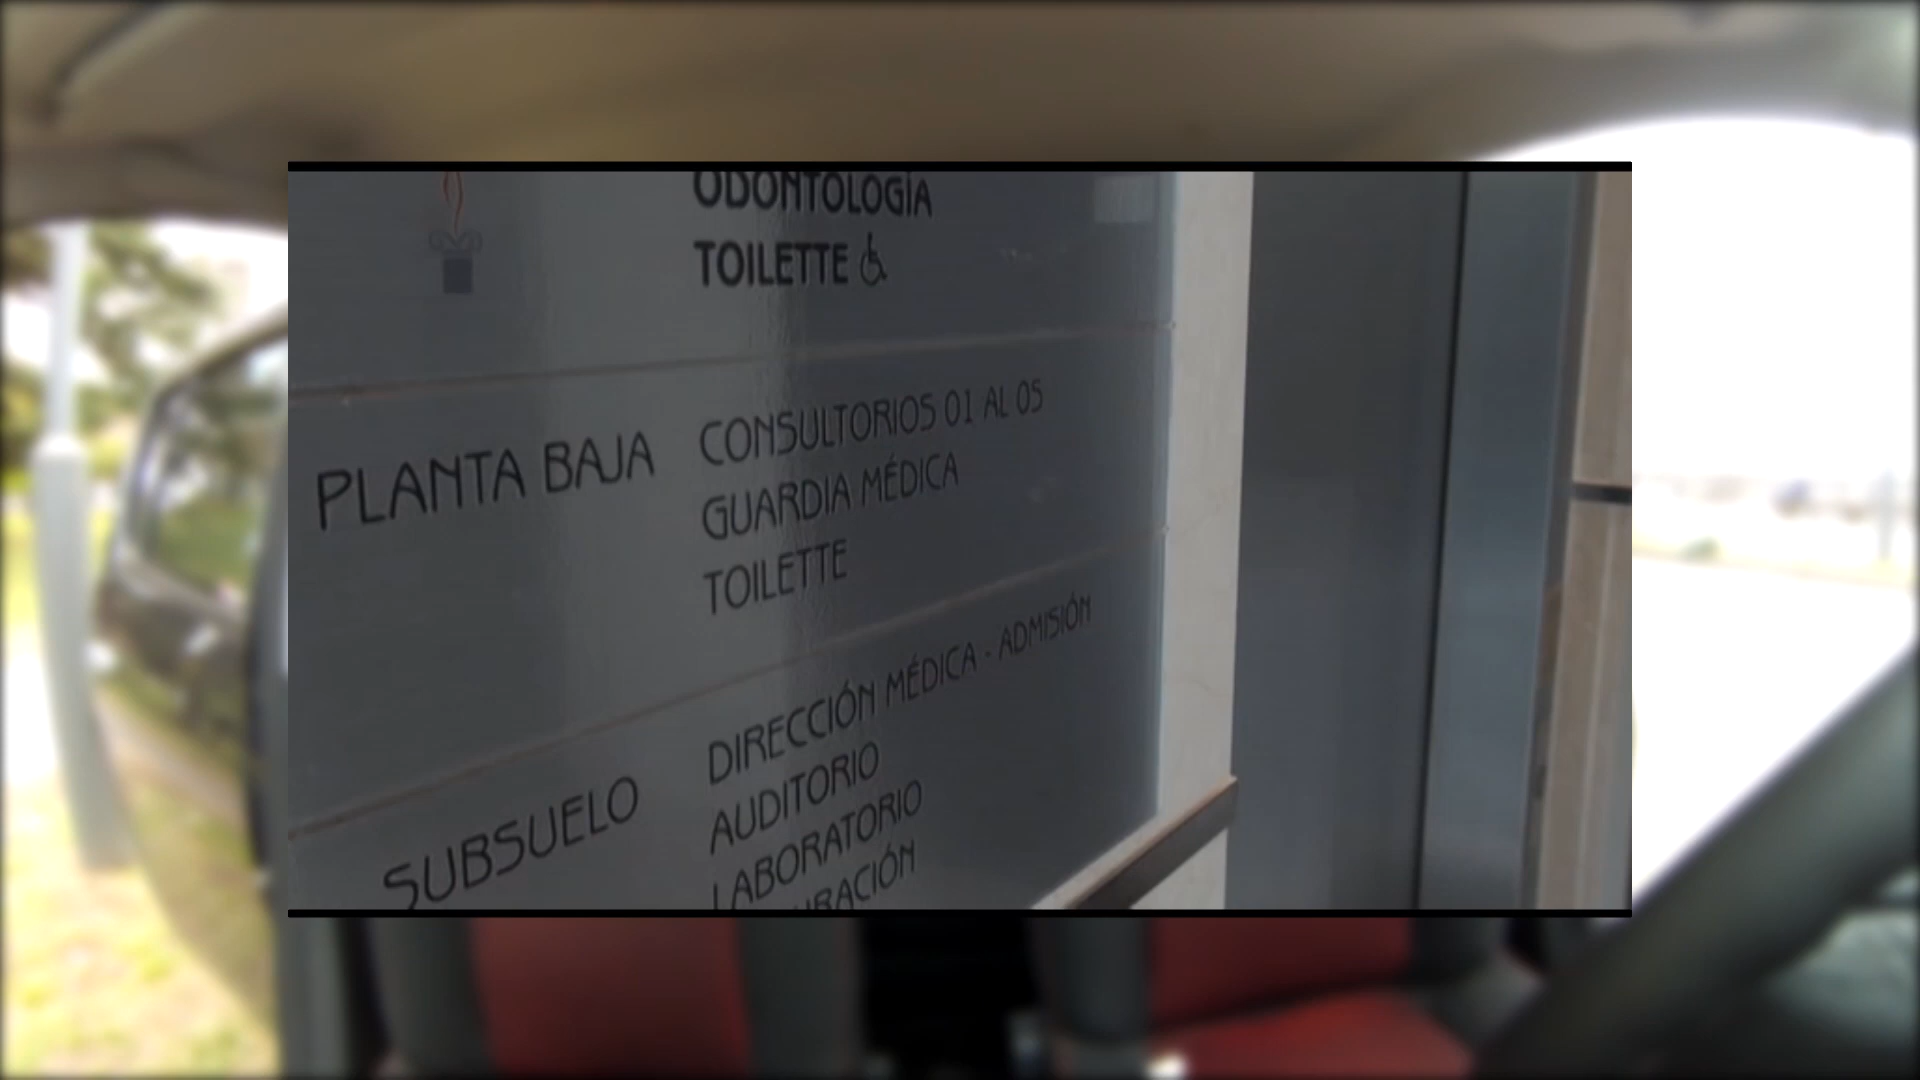 ODONTOLOGÍA
TOILETTE
PLANTA BAJA
CONSULTORIOS 01 AL 05
GUARDIA MÉDICA
TOILETTE
SUBSUELO
DIRECCIÓN MÉDICA - ADMISIÓN
AUDITORIO
LABORATORIO